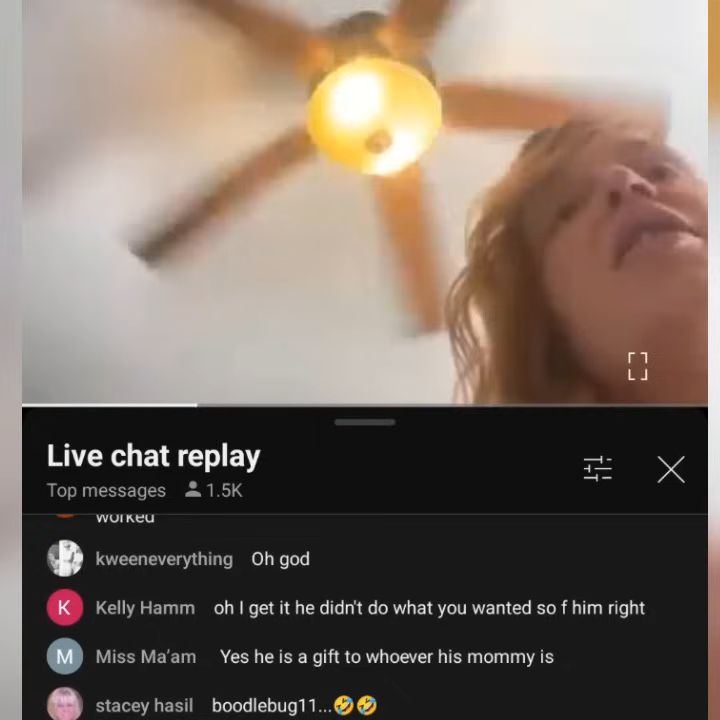 Live chat replay
Top messages 1.5K
worked
kweeneverything Oh god
K Kelly Hamm oh I get it he didn't do what you wanted so f him right
M Miss Ma'am Yes he is a gift to whoever his mommy is
stacey hasil boodlebug11...🤣🤣